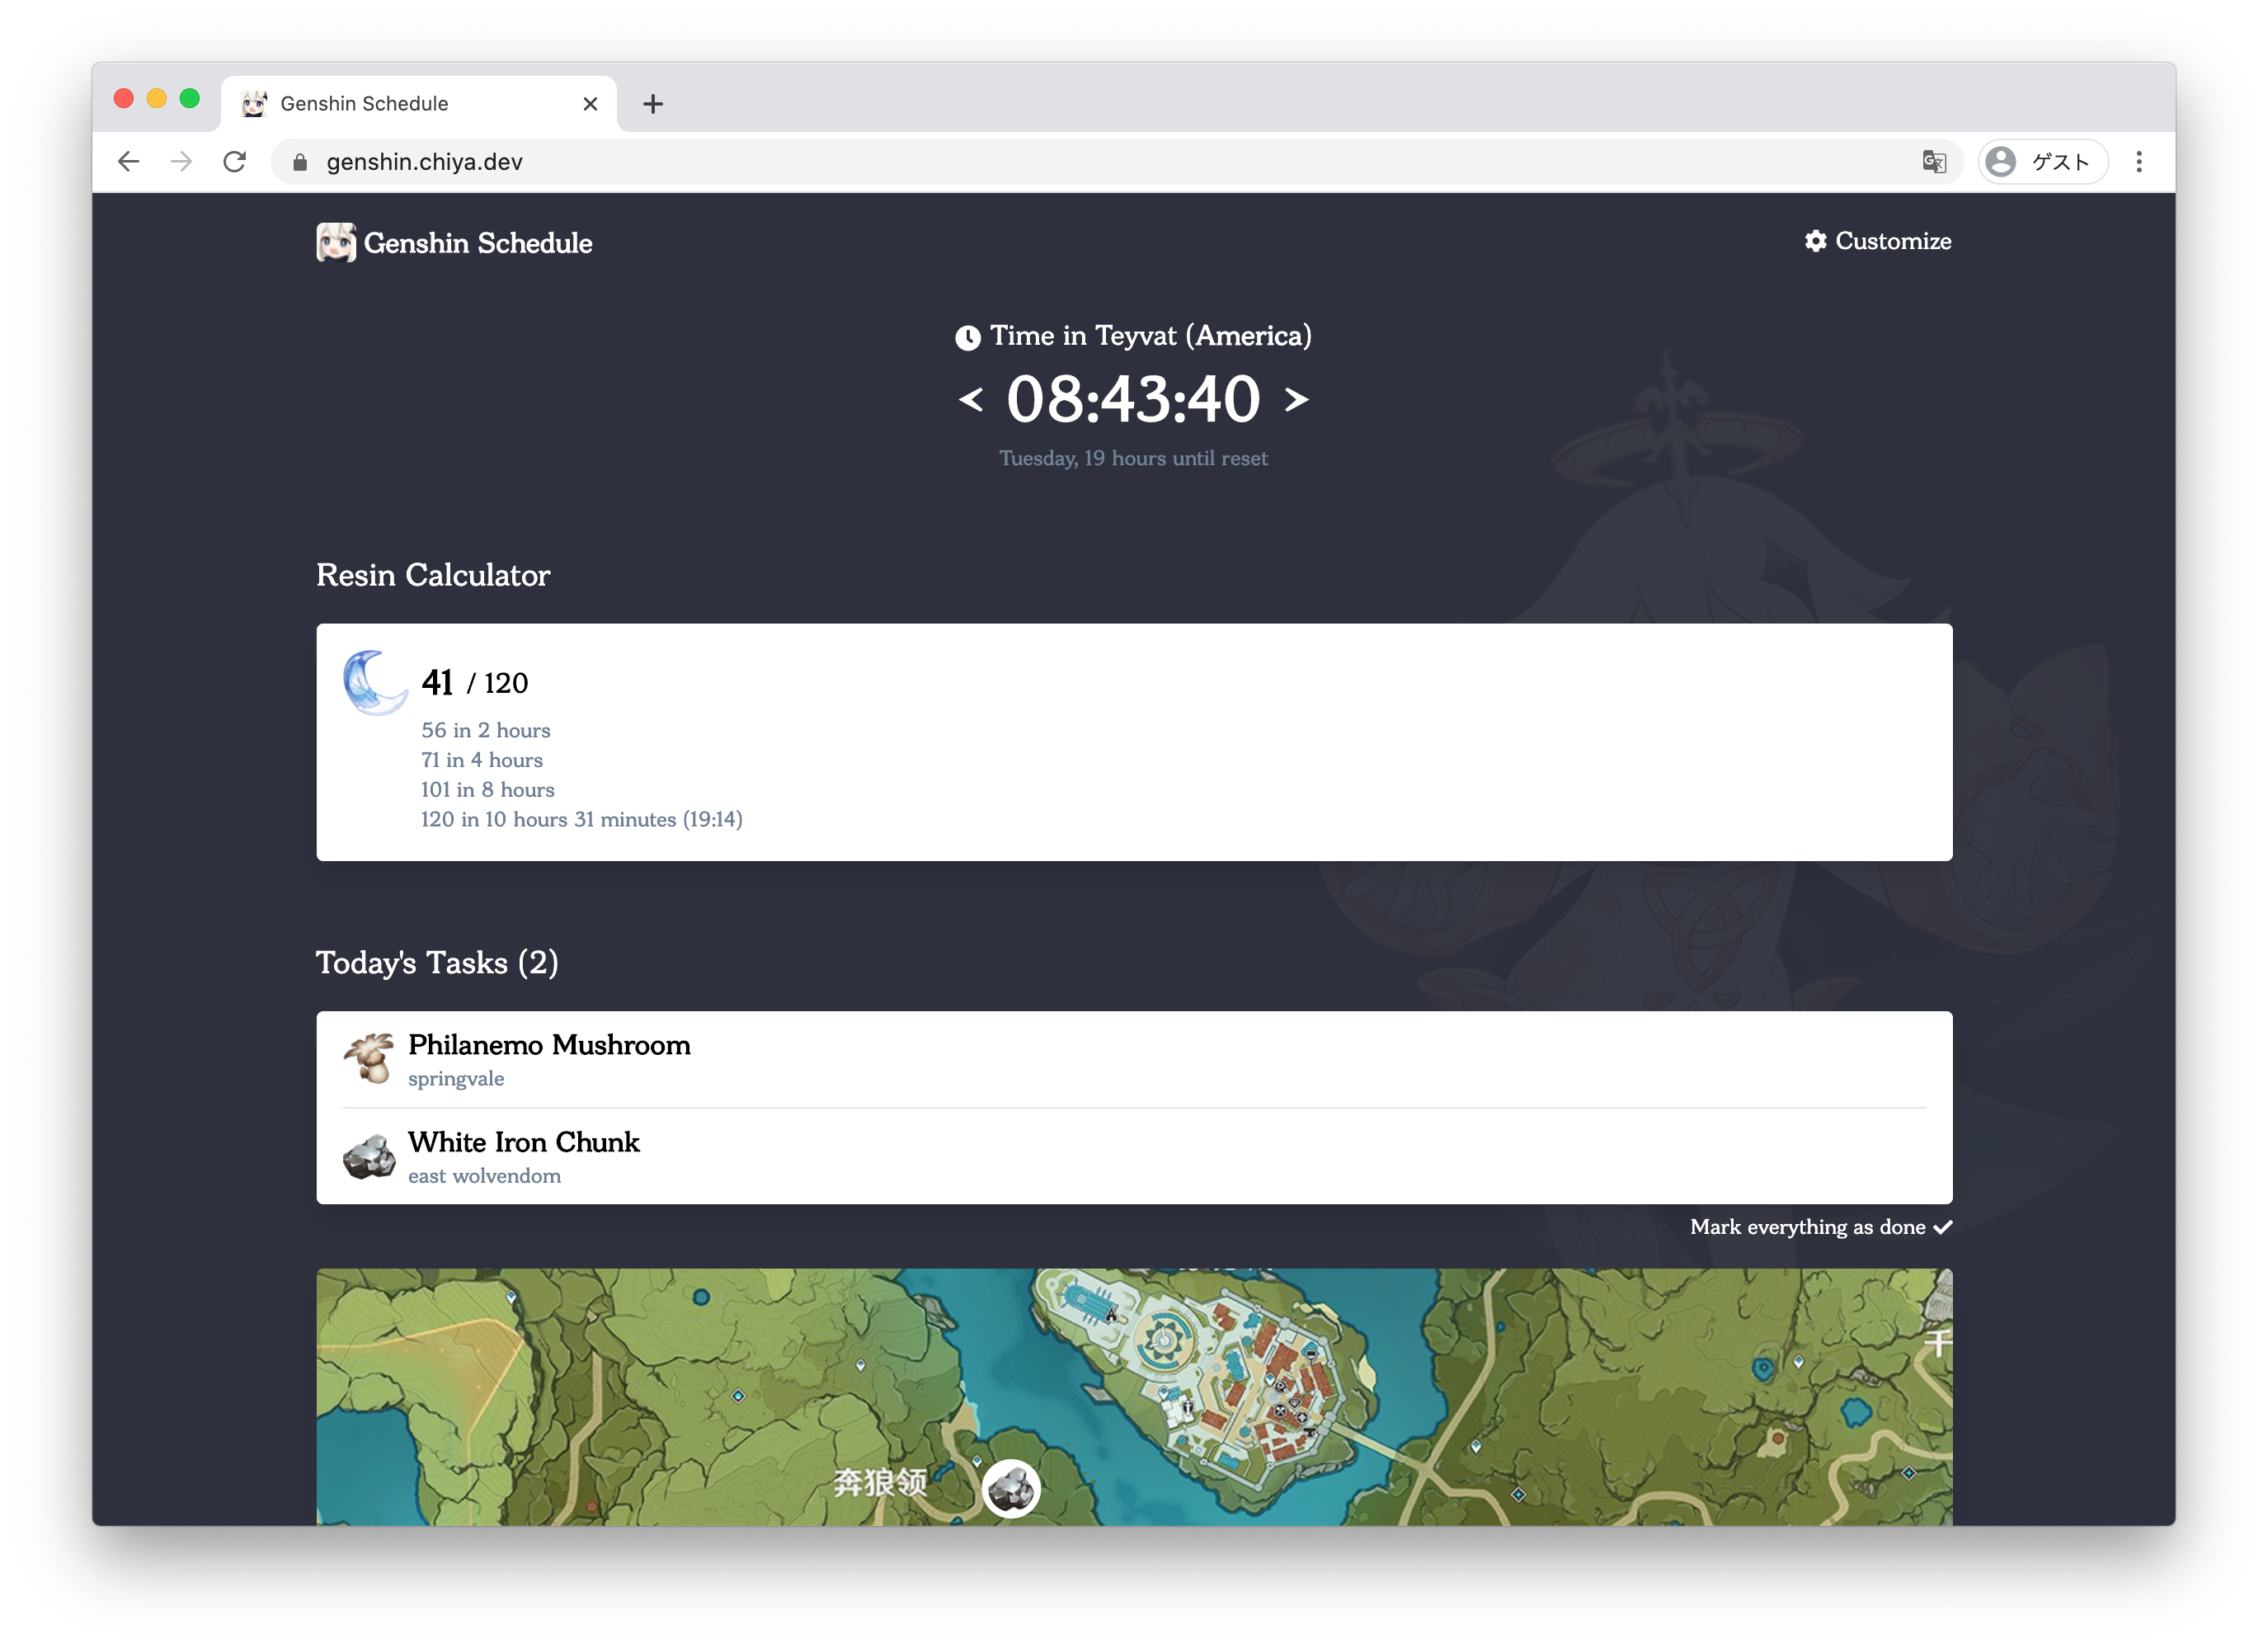 Genshin Schedule
genshin.chiya.dev
ゲスト
Genshin Schedule
Customize
Time in Teyvat (America)
< 08:43:40 >
Tuesday, 19 hours until reset
Resin Calculator
41 / 120
56 in 2 hours
71 in 4 hours
101 in 8 hours
120 in 10 hours 31 minutes (19:14)
Today's Tasks (2)
Philanemo Mushroom
springvale
White Iron Chunk
east wolvendom
Mark everything as done
千
奔狼领